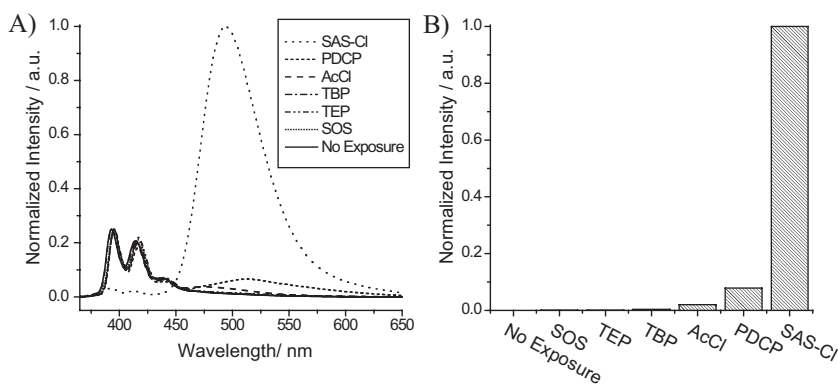 A)
Normalized Intensity / a.u.
1.0
0.8
0.6
0.4
0.2
0.0
400
450
500
550
600
650
Wavelength/ nm
SAS-Cl
PDCP
AcCl
TBP
TEP
SOS
No Exposure
B)
Normalized Intensity / a.u.
1.0
0.8
0.6
0.4
0.2
0.0
No Exposure
SOS
TEP
TBP
AcCl
PDCP
SAS-Cl